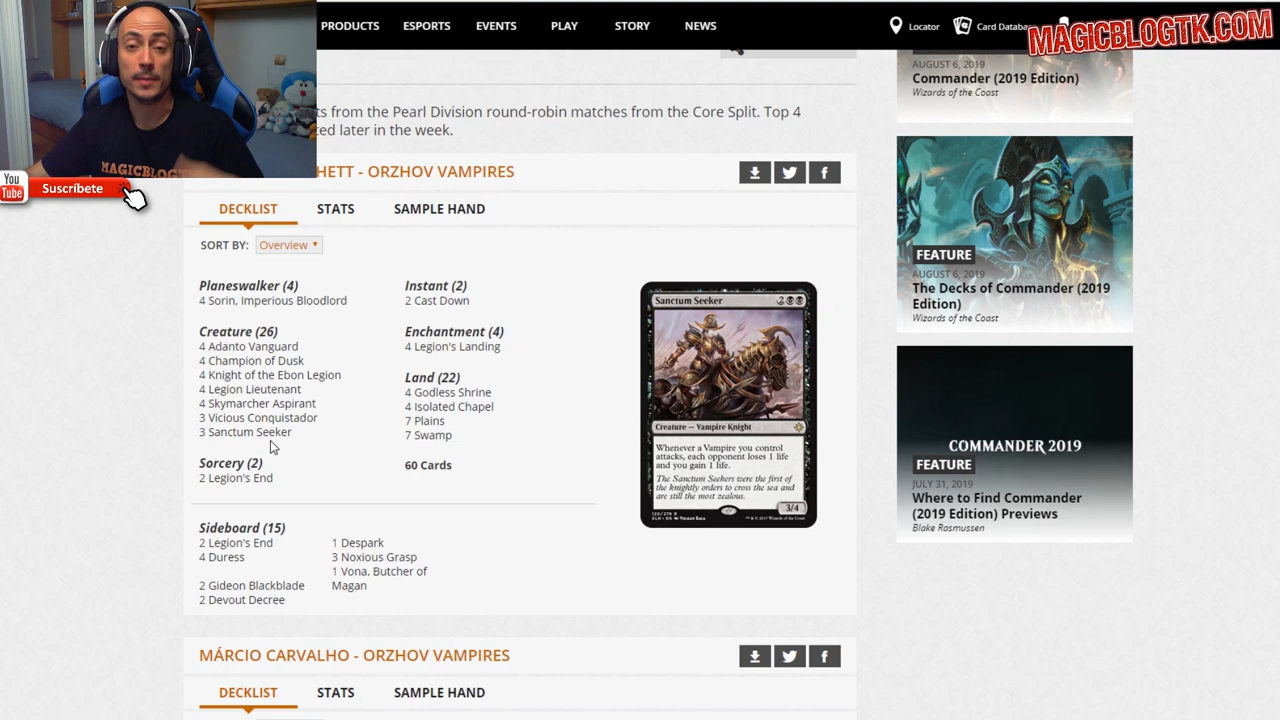 PRODUCTS
ESPORTS
EVENTS
PLAY
STORY
NEWS
Locator
MAGICBLOGTK.COM
MAGICBLOGTK
You
Tube
Suscríbete
ts from the Pearl Division round-robin matches from the Core Split. Top 4
ted later in the week.
HETT - ORZHOV VAMPIRES
DECKLIST
STATS
SAMPLE HAND
SORT BY:
Overview
Planeswalker (4)
4 Sorin, Imperious Bloodlord
Creature (26)
4 Adanto Vanguard
4 Champion of Dusk
4 Knight of the Ebon Legion
4 Legion Lieutenant
4 Skymarcher Aspirant
3 Vicious Conquistador
3 Sanctum Seeker
Sorcery (2)
2 Legion's End
Instant (2)
2 Cast Down
Enchantment (4)
4 Legion's Landing
Land (22)
4 Godless Shrine
4 Isolated Chapel
7 Plains
7 Swamp
60 Cards
Sanctum Seeker
2
Creature — Vampire Knight
Whenever a Vampire you control
attacks, each opponent loses 1 life
and you gain 1 life.
The Sanctum Seekers were the first of
the knightly orders to cross the sea and
are still the most zealous.
3/4
Sideboard (15)
2 Legion's End
4 Duress
2 Gideon Blackblade
2 Devout Decree
1 Despark
3 Noxious Grasp
1 Vona, Butcher of
Magan
MÁRCIO CARVALHO - ORZHOV VAMPIRES
DECKLIST
STATS
SAMPLE HAND
AUGUST 6, 2019
Commander (2019 Edition)
Wizards of the Coast
FEATURE
AUGUST 6, 2019
The Decks of Commander (2019
Edition)
Wizards of the Coast
COMMANDER 2019
FEATURE
JULY 31, 2019
Where to Find Commander
(2019 Edition) Previews
Blake Rasmussen